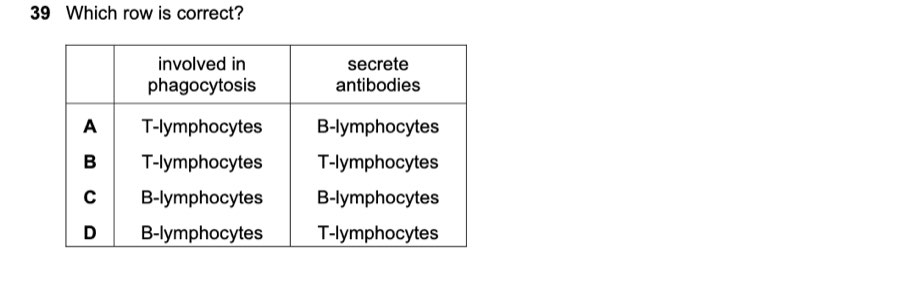 39 Which row is correct?
involved in phagocytosis secrete antibodies
A T-lymphocytes B-lymphocytes
B T-lymphocytes T-lymphocytes
C B-lymphocytes B-lymphocytes
D B-lymphocytes T-lymphocytes